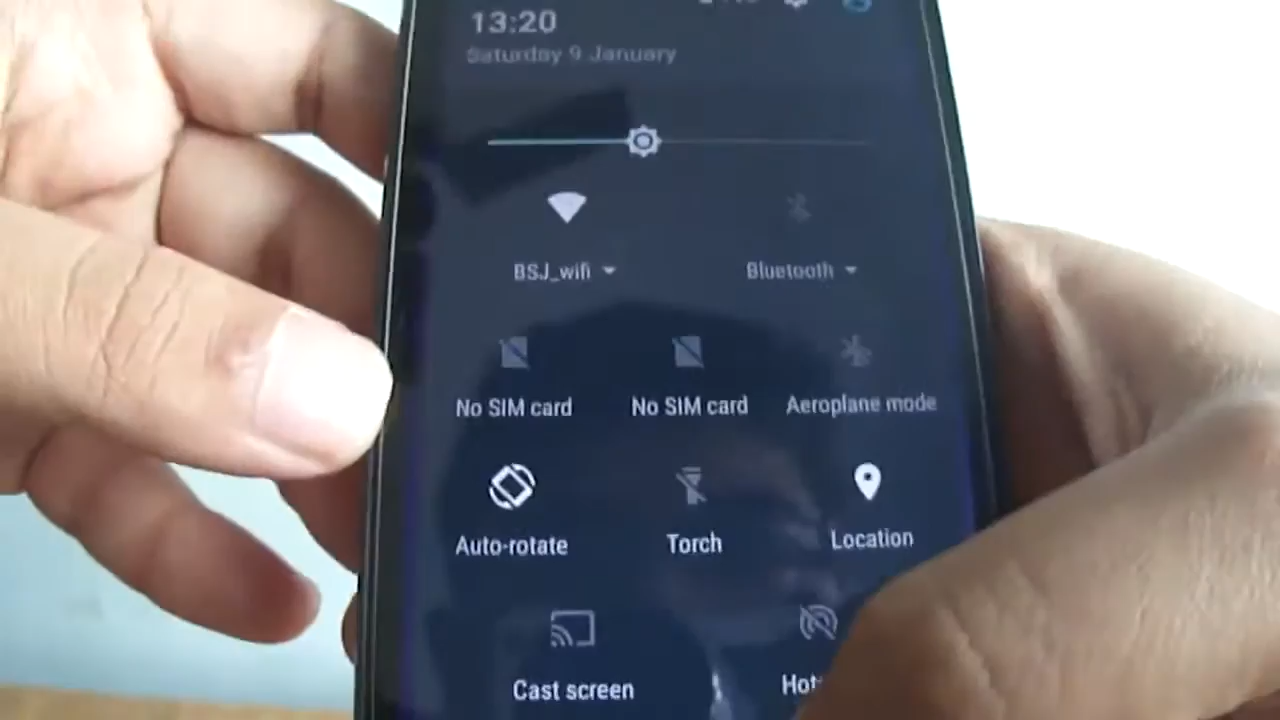 13:20
Saturday 9 January
BSJ_wifi
Bluetooth
No SIM card No SIM card Aeroplane mode
Auto-rotate Torch Location
Cast screen